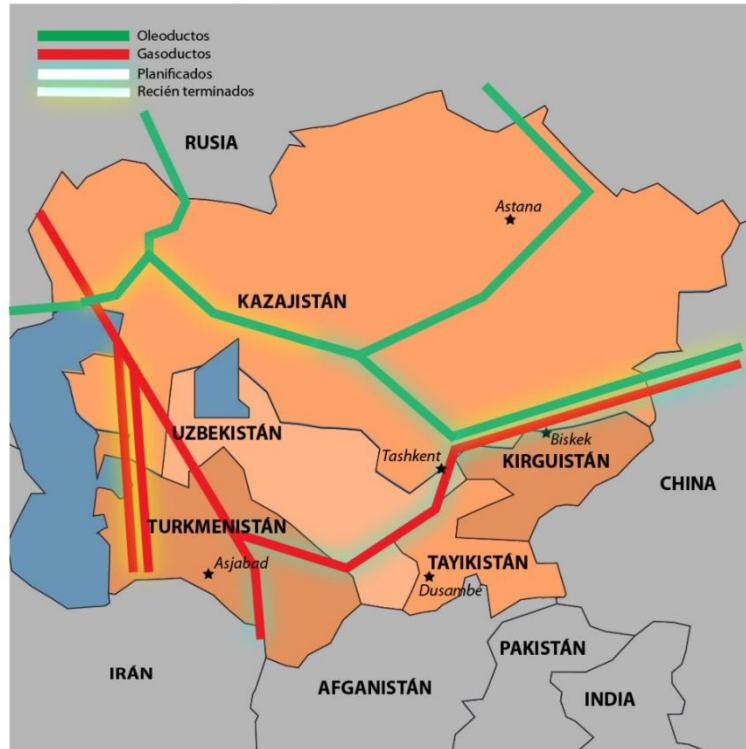 Oleoductos
Gasoductos
Planificados
Recién terminados
RUSIA
Astana
KAZAJISTÁN
UZBEKISTÁN
Tashkent
Biskek
KIRGUISTÁN
CHINA
TURKMENISTÁN
Asjabad
TAYIKISTÁN
Dusambé
IRÁN
AFGANISTÁN
PAKISTÁN
INDIA